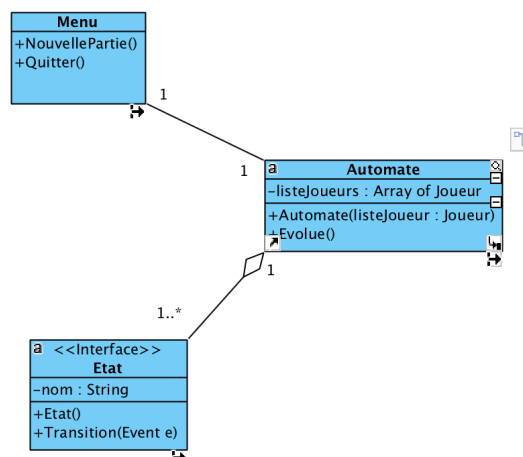 Menu
+NouvellePartie()
+Quitter()
1
1
a
Automate
-listeJoueurs : Array of Joueur
+Automate(listeJoueur : Joueur)
+Evolue()
1
1..*
a <<Interface>>
Etat
-nom : String
+Etat()
+Transition(Event e)